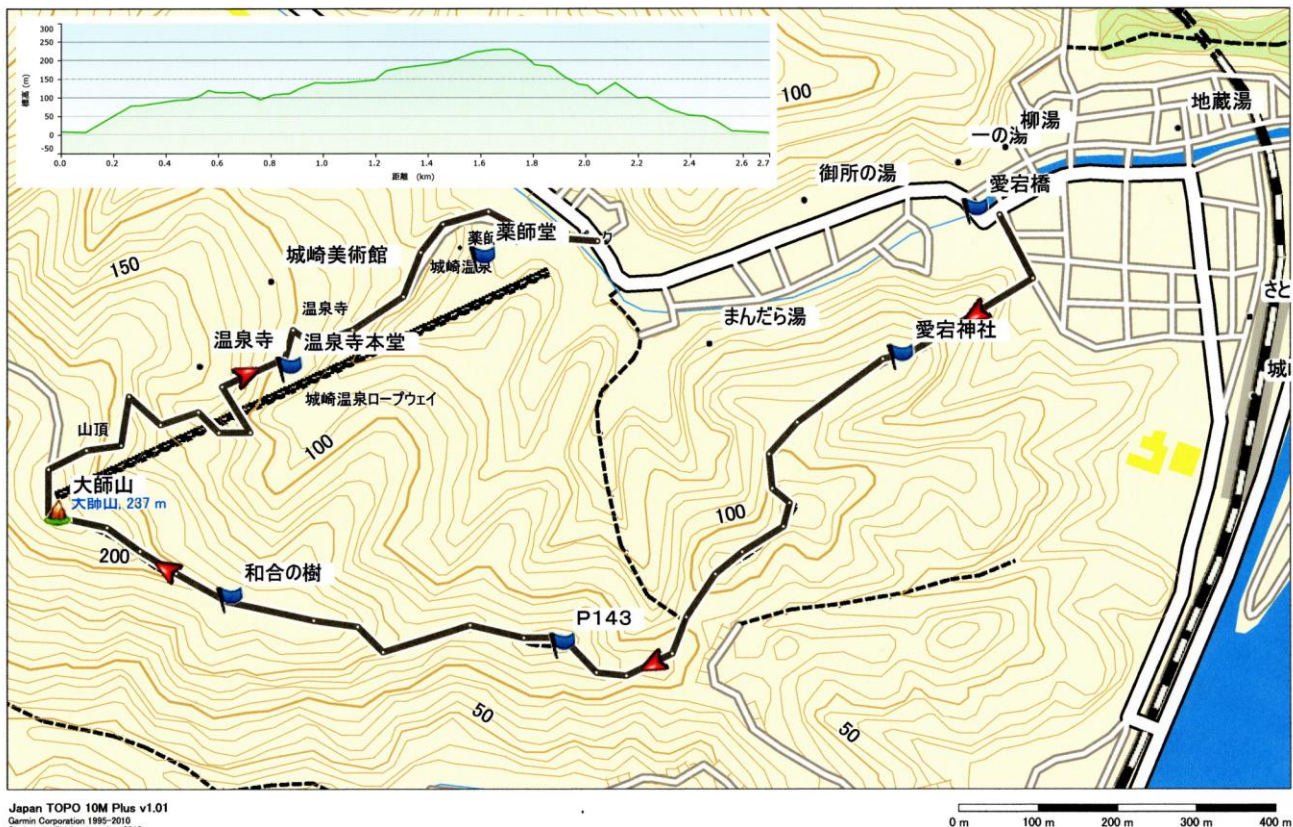 300
250
200
150
100
50
0
-50
標高 (m)
0.0 0.2 0.4 0.6 0.8 1.0 1.2 1.4 1.6 1.8 2.0 2.2 2.4 2.6 2.7
距離 (km)
100
地蔵湯
柳湯
一の湯
御所の湯
愛宕橋
薬師堂
薬師
城崎美術館
城崎温泉
150
さと
温泉寺
まんだら湯
愛宕神社
温泉寺
温泉寺本堂
城崎温泉ロープウェイ
山頂
100
大師山
大師山, 237 m
100
200
和合の樹
P143
50
50
Japan TOPO 10M Plus v1.01
Garmin Corporation 1995-2010
0 m 100 m 200 m 300 m 400 m